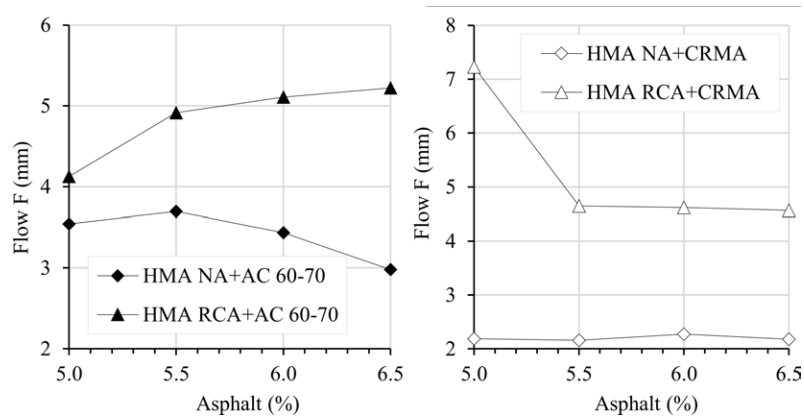 6
5
4
3
2
Flow F (mm)
HMA NA+AC 60-70
HMA RCA+AC 60-70
5.0 5.5 6.0 6.5
Asphalt (%)
8
7
6
5
4
3
2
Flow F (mm)
HMA NA+CRMA
HMA RCA+CRMA
5.0 5.5 6.0 6.5
Asphalt (%)